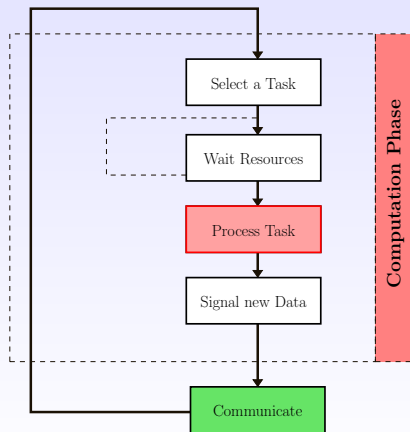 Select a Task
Wait Resources
Process Task
Signal new Data
Communicate
Computation Phase